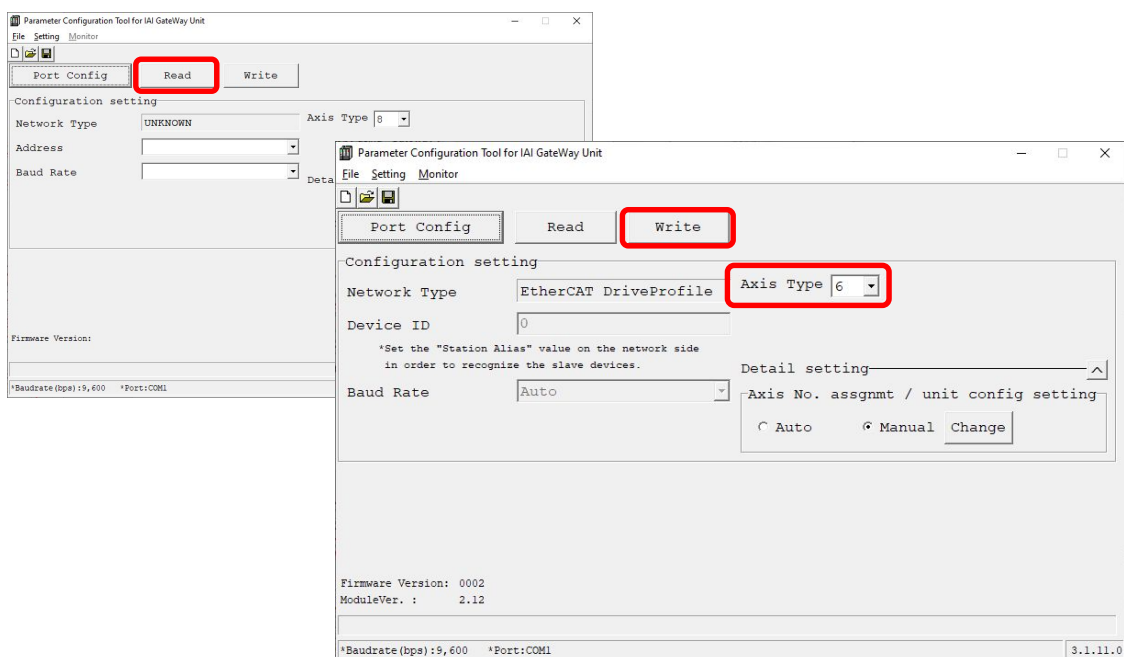 Parameter Configuration Tool for IAI GateWay Unit
File Setting Monitor
Port Config Read Write
Configuration setting
Network Type UNKNOWN Axis Type 8
Address
Baud Rate
Deta
Firmware Version:
*Baudrate(bps):9,600 *Port:COM1
Parameter Configuration Tool for IAI GateWay Unit
File Setting Monitor
Port Config Read Write
Configuration setting
Network Type EtherCAT DriveProfile Axis Type 6
Device ID 0
*Set the "Station Alias" value on the network side
in order to recognize the slave devices.
Detail setting
Baud Rate Auto
Axis No. assgnmt / unit config setting
Auto Manual Change
Firmware Version: 0002
ModuleVer. : 2.12
*Baudrate(bps):9,600 *Port:COM1 3.1.11.0